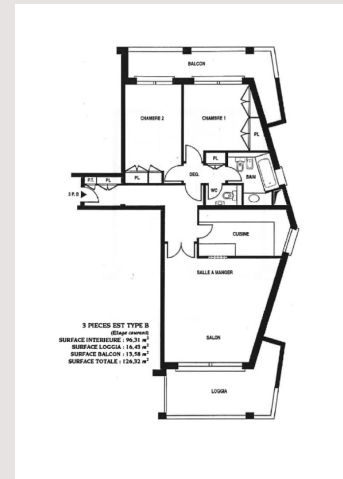 BALCON
CHAMBRE 2
CHAMBRE 1
PL
PL
DEG.
BAIN
P.T.
PL
PL
WC
3 P. B
CUISINE
SALLE A MANGER
SALON
3 PIECES EST TYPE B
(Etage courant)
SURFACE INTERIEURE : 96,31 m²
SURFACE LOGGIA : 16,43 m²
SURFACE BALCON : 13,58 m²
SURFACE TOTALE : 126,32 m²
LOGGIA